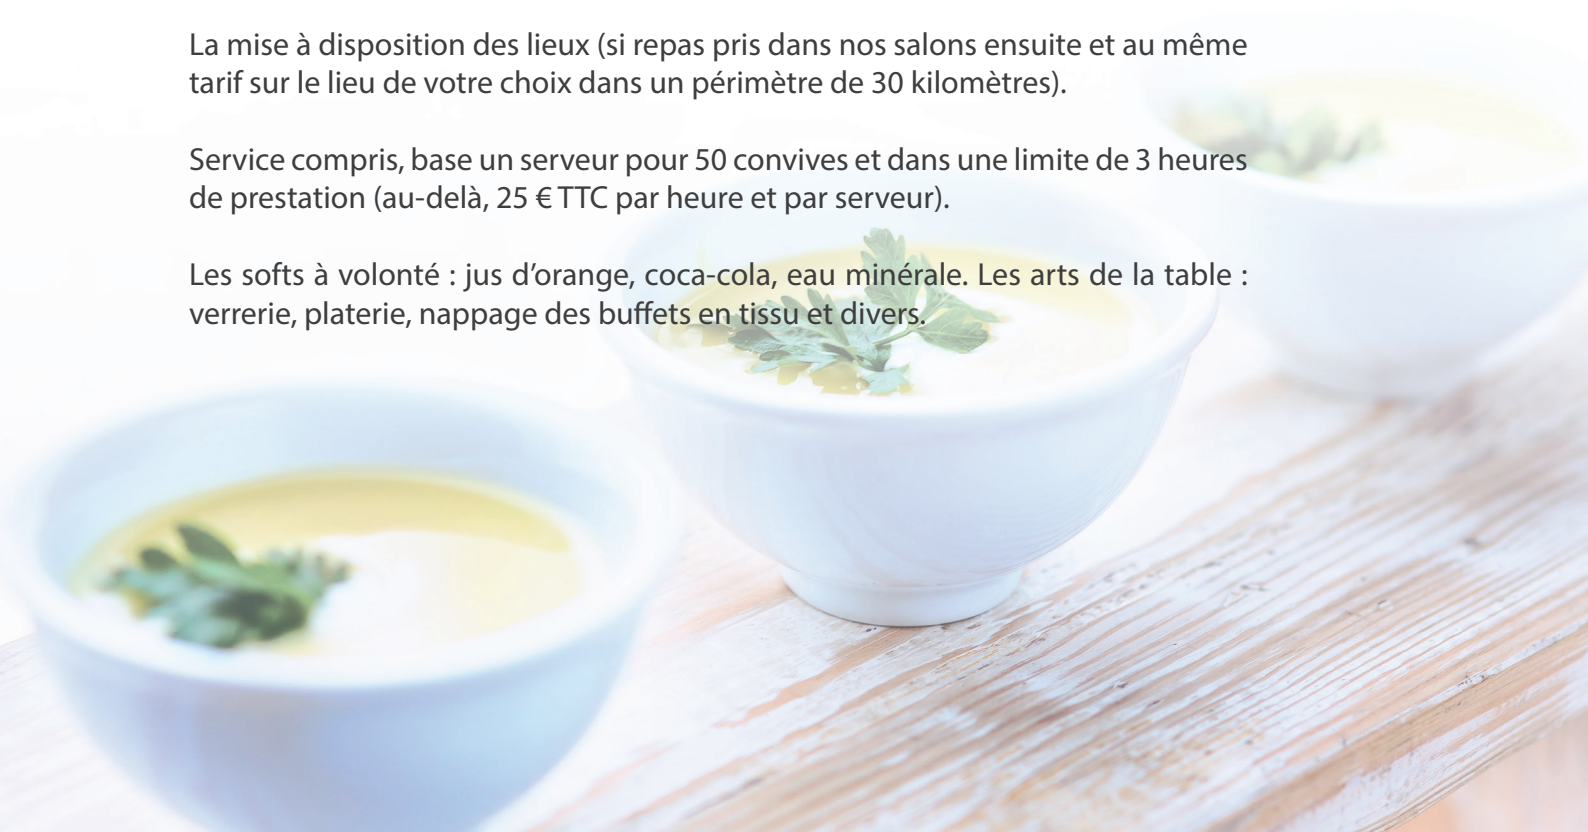 La mise à disposition des lieux (si repas pris dans nos salons ensuite et au même
tarif sur le lieu de votre choix dans un périmètre de 30 kilomètres).
Service compris, base un serveur pour 50 convives et dans une limite de 3 heures
de prestation (au-delà, 25 € TTC par heure et par serveur).
Les softs à volonté : jus d’orange, coca-cola, eau minérale. Les arts de la table :
verrerie, platerie, nappage des buffets en tissu et divers.